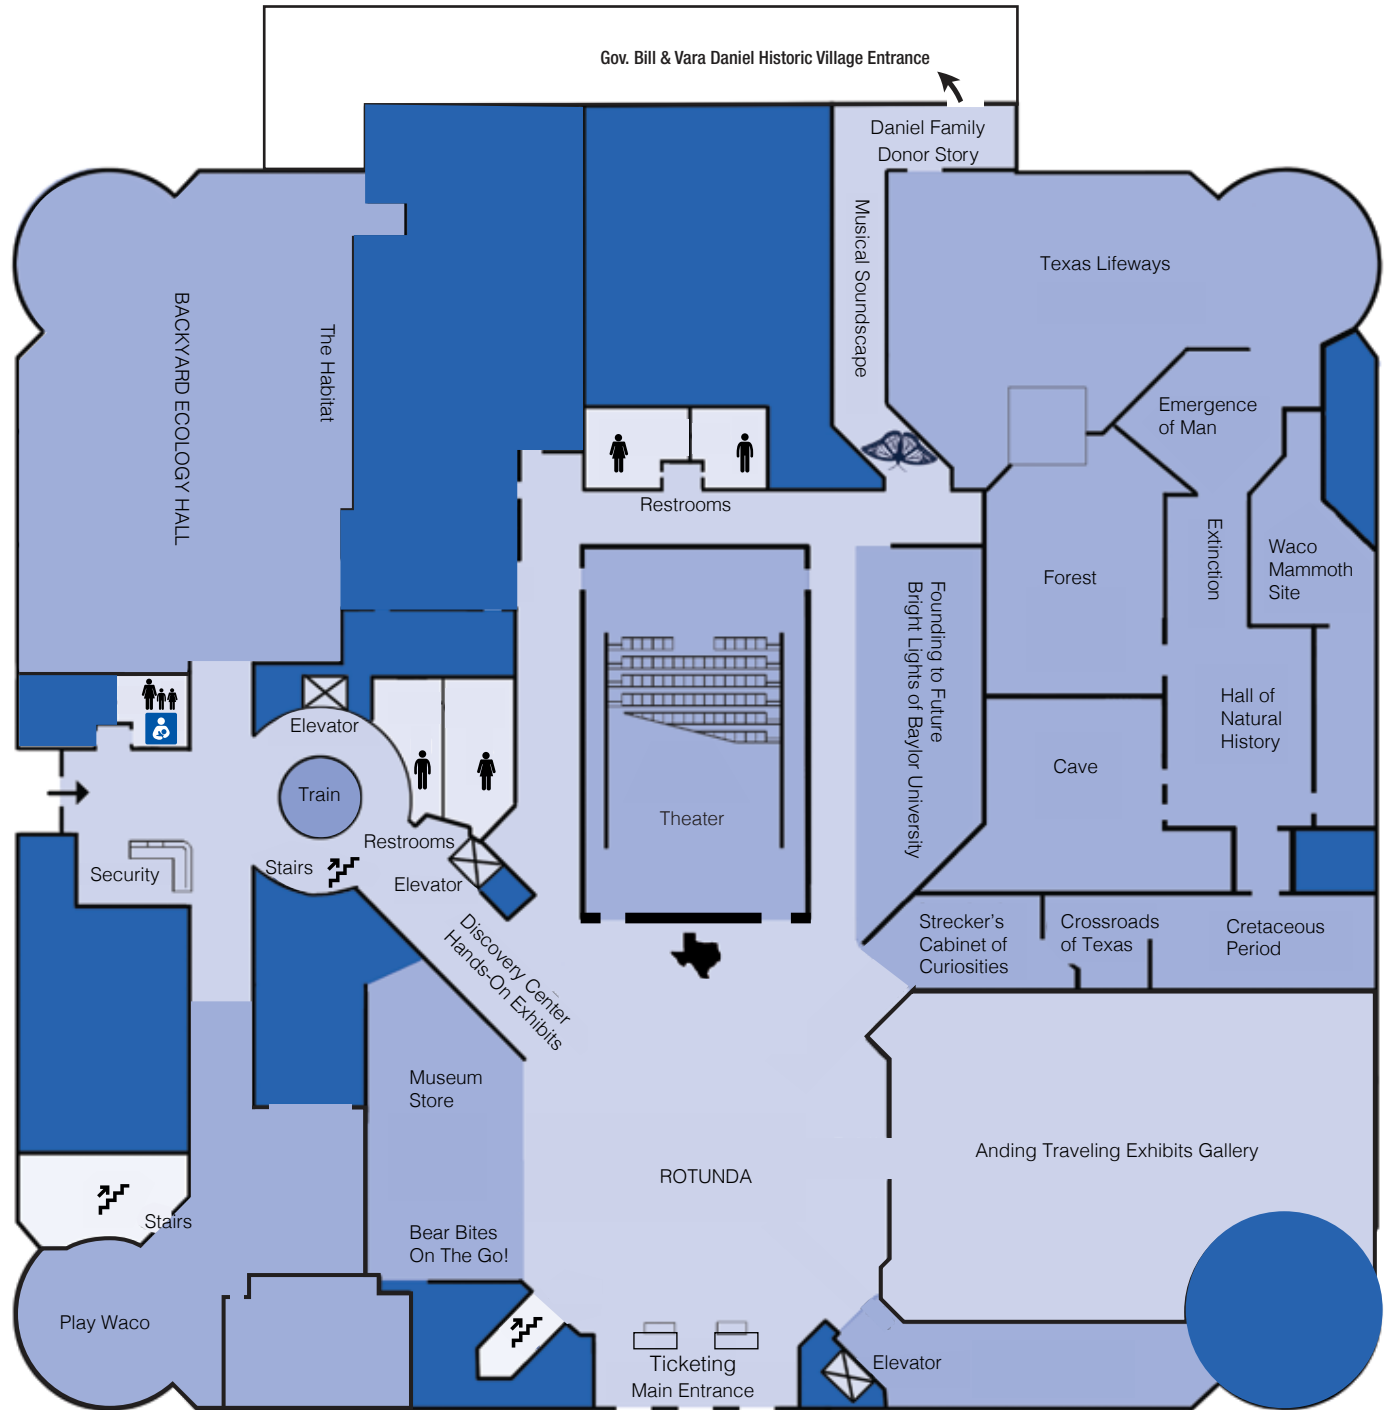 Gov. Bill & Vara Daniel Historic Village Entrance
Daniel Family
Donor Story
Musical Soundscape
Texas Lifeways
BACKYARD ECOLOGY HALL
The Habitat
Emergence
of Man
Restrooms
Extinction
Waco
Mammoth
Site
Forest
Founding to Future
Bright Lights of Baylor University
Hall of
Natural
History
Elevator
Train
Cave
Theater
Restrooms
Stairs
Elevator
Security
Discovery Center
Hands-On Exhibits
Strecker's
Cabinet of
Curiosities
Crossroads
of Texas
Cretaceous
Period
Museum
Store
Anding Traveling Exhibits Gallery
ROTUNDA
Stairs
Bear Bites
On The Go!
Play Waco
Ticketing
Main Entrance
Elevator